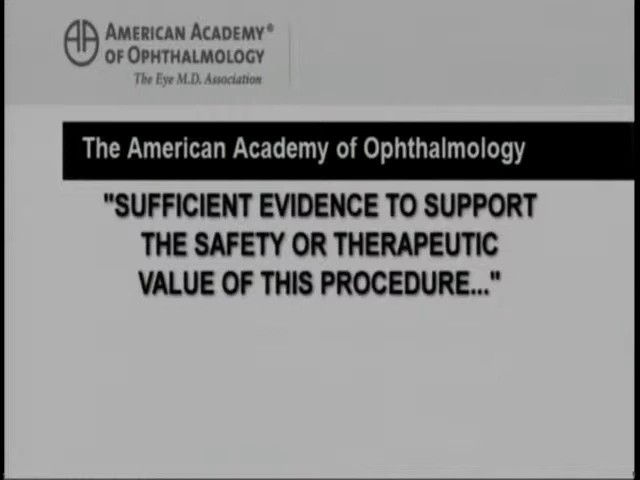 AMERICAN ACADEMY®
OF OPHTHALMOLOGY
The Eye M.D. Association
The American Academy of Ophthalmology
"SUFFICIENT EVIDENCE TO SUPPORT
THE SAFETY OR THERAPEUTIC
VALUE OF THIS PROCEDURE..."